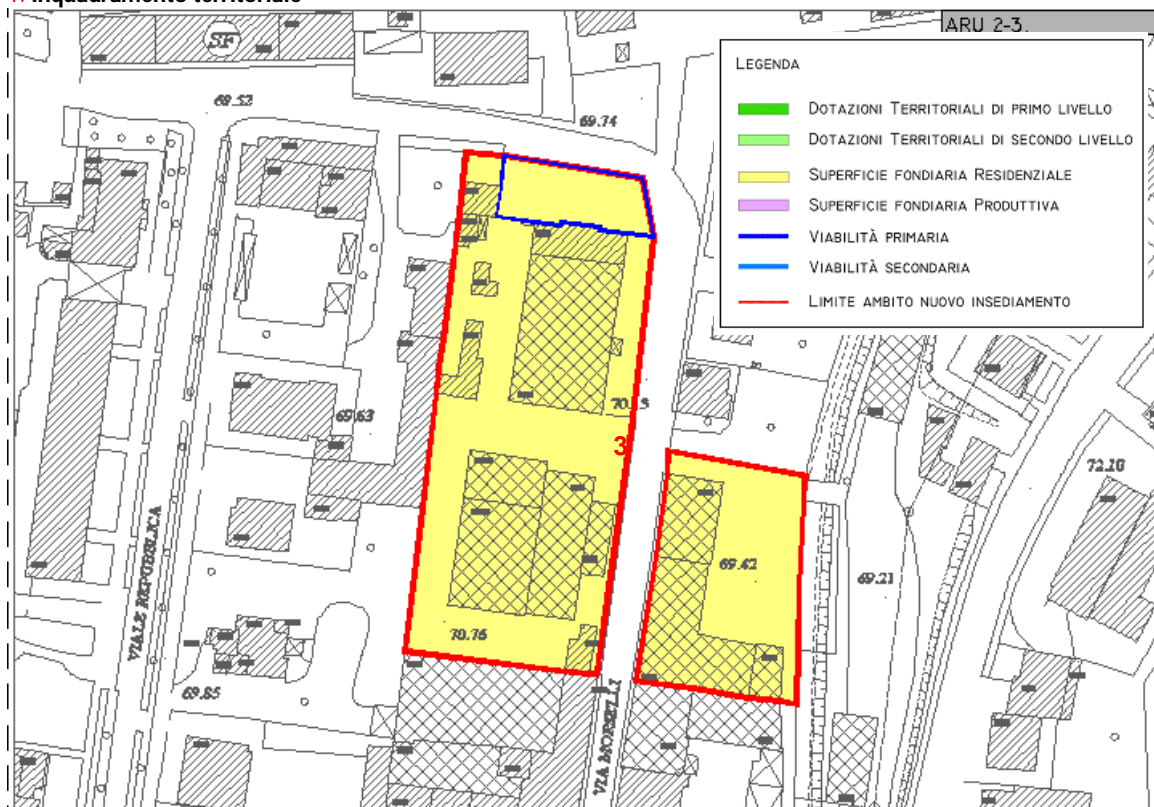 Inquadramento territoriale
ARU 2-3.
SF
69.52
69.74
LEGENDA
DOTAZIONI TERRITORIALI DI PRIMO LIVELLO
DOTAZIONI TERRITORIALI DI SECONDO LIVELLO
SUPERFICIE FONDIARIA RESIDENZIALE
SUPERFICIE FONDIARIA PRODUTTIVA
VIABILITÀ PRIMARIA
VIABILITÀ SECONDARIA
LIMITE AMBITO NUOVO INSEDIAMENTO
69.63
3
72.10
69.42
69.21
VIALE REPUBBLICA
70.76
69.85
VIA MORSELLI